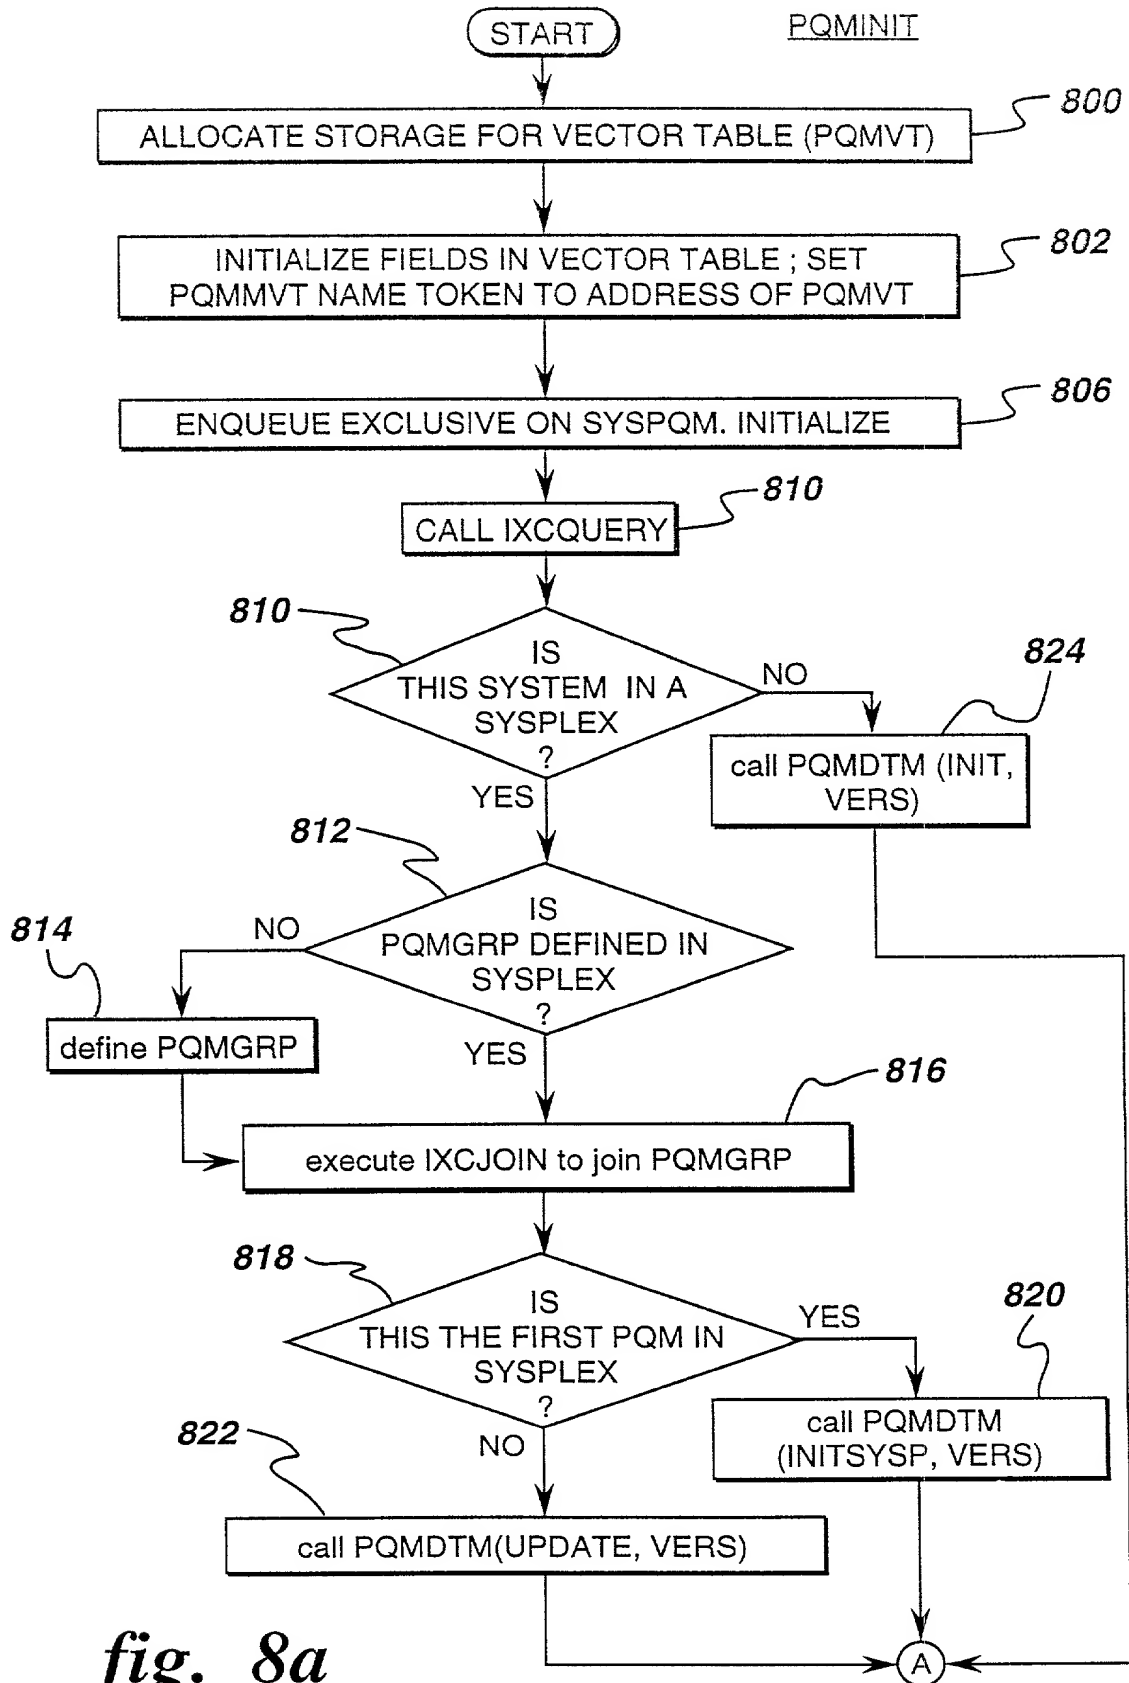 START
PQMINIT
800
ALLOCATE STORAGE FOR VECTOR TABLE (PQMVT)
802
INITIALIZE FIELDS IN VECTOR TABLE ; SET
PQMMVT NAME TOKEN TO ADDRESS OF PQMVT
806
ENQUEUE EXCLUSIVE ON SYSPQM. INITIALIZE
810
CALL IXCQUERY
810
IS
THIS SYSTEM IN A
SYSPLEX
?
NO
824
call PQMDTM (INIT,
VERS)
YES
812
IS
PQMGRP DEFINED IN
SYSPLEX
?
NO
814
define PQMGRP
YES
816
execute IXCJOIN to join PQMGRP
818
IS
THIS THE FIRST PQM IN
SYSPLEX
?
YES
820
call PQMDTM
(INITSYSP, VERS)
NO
822
call PQMDTM(UPDATE, VERS)
A
fig. 8a